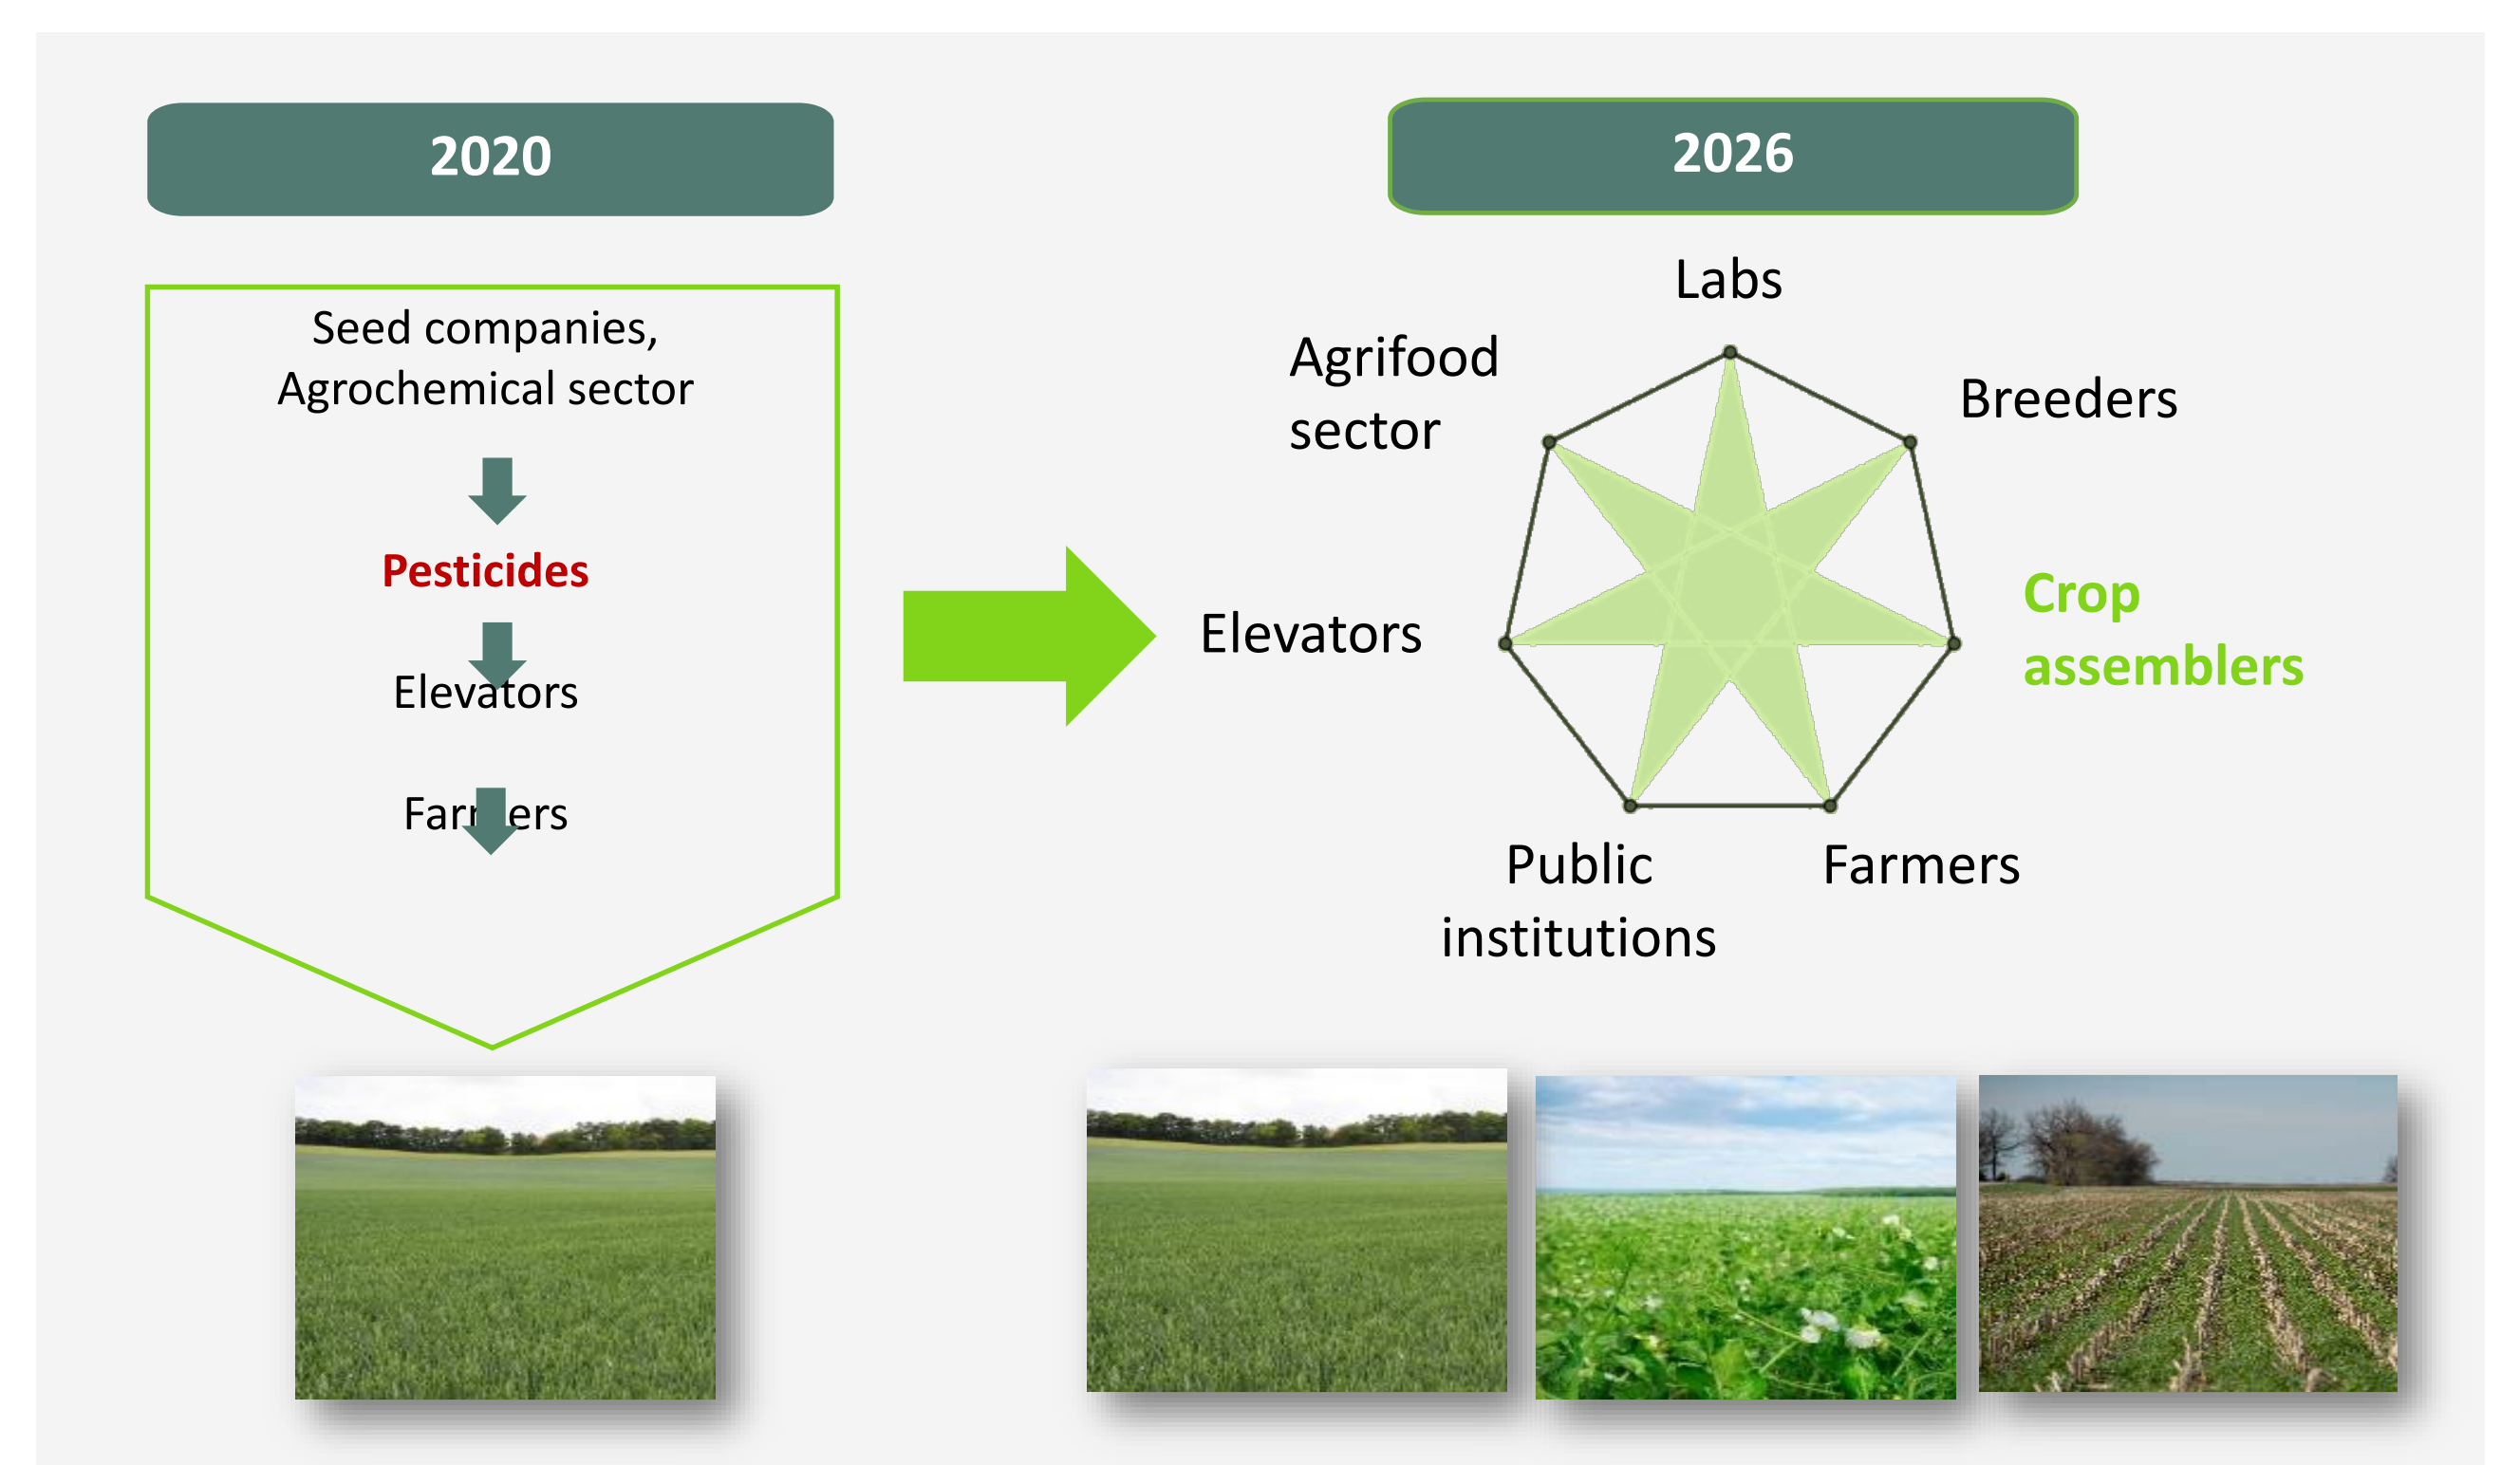 2020
Seed companies,
Agrochemical sector
Pesticides
Elevators
Farmers
2026
Labs
Agrifood
sector
Breeders
Elevators
Crop
assemblers
Public
institutions
Farmers